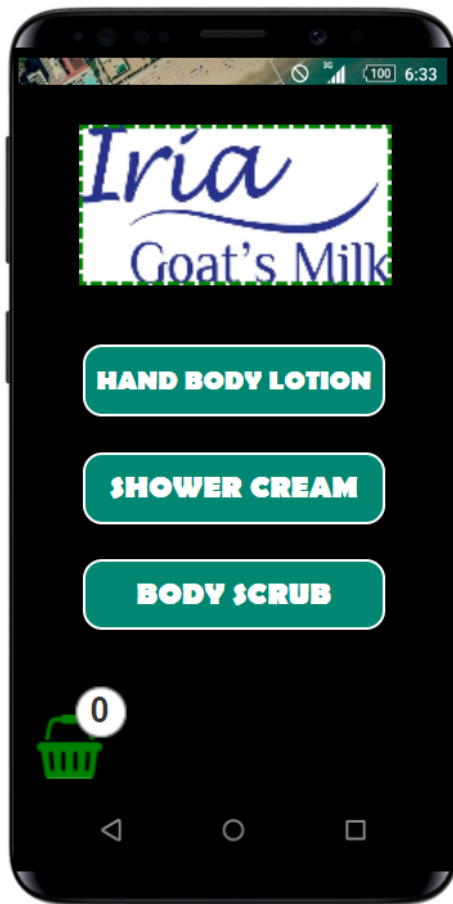 3G 100 6:33
Iria
Goat's Milk
HAND BODY LOTION
SHOWER CREAM
BODY SCRUB
0